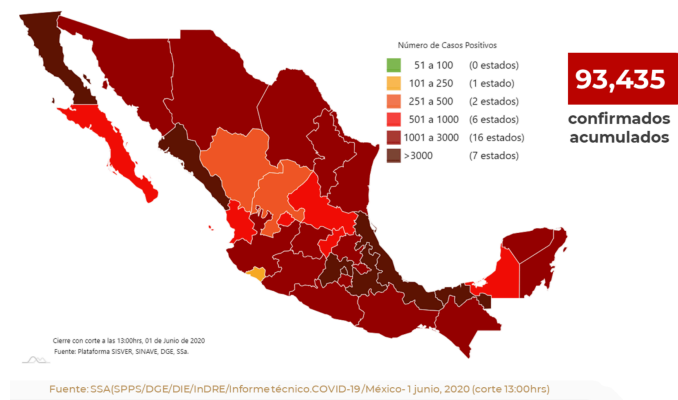 Número de Casos Positivos
51 a 100 (0 estados)
101 a 250 (1 estado)
251 a 500 (2 estados)
501 a 1000 (6 estados)
1001 a 3000 (16 estados)
>3000 (7 estados)
93,435
confirmados
acumulados
Cierre con corte a las 13:00hrs, 01 de Junio de 2020
Fuente: Plataforma SISVER, SINAVE, DGE, SSa.
Fuente: SSA(SPPS/DGE/DIE/InDRE/Informe técnico.COVID-19/México- 1 junio, 2020 (corte 13:00hrs)